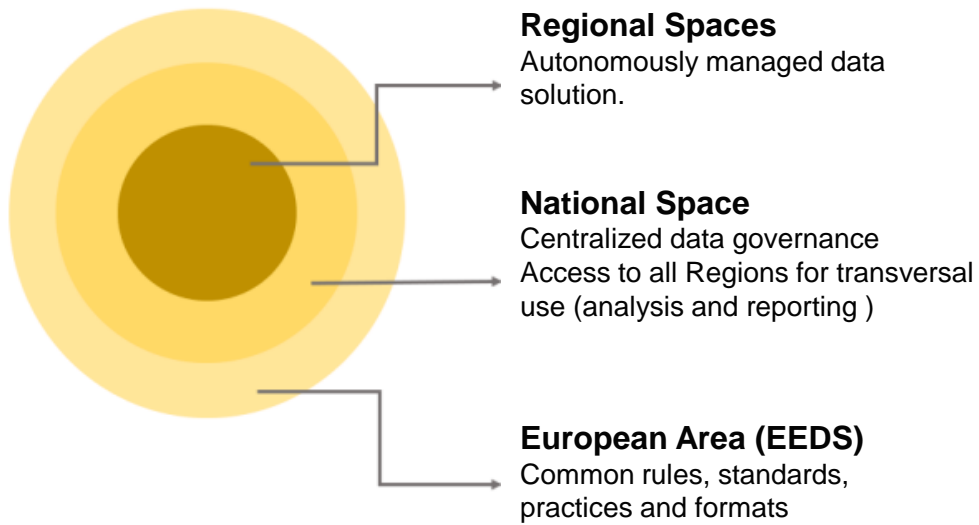 Regional Spaces
Autonomously managed data
solution.
National Space
Centralized data governance
Access to all Regions for transversal
use (analysis and reporting )
European Area (EEDS)
Common rules, standards,
practices and formats